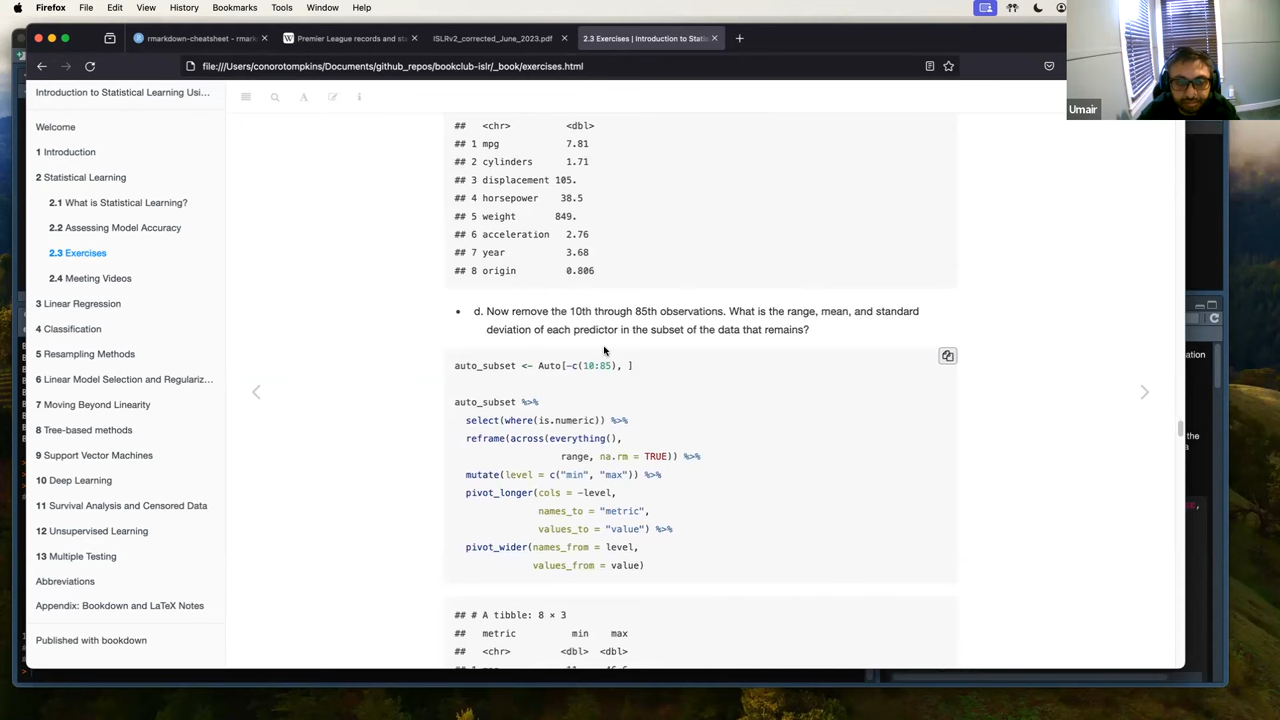 Firefox File Edit View History Bookmarks Tools Window Help
rmarkdown-cheatsheet - rmarkd
Premier League records and sta
ISLRv2_corrected_June_2023.pdf
2.3 Exercises | Introduction to Stati
file:///Users/conorotompkins/Documents/github_repos/bookclub-islr/_book/exercises.html
Umair
Introduction to Statistical Learning Usi...
Welcome
1 Introduction
2 Statistical Learning
2.1 What is Statistical Learning?
2.2 Assessing Model Accuracy
2.3 Exercises
2.4 Meeting Videos
3 Linear Regression
4 Classification
5 Resampling Methods
6 Linear Model Selection and Regulariz...
7 Moving Beyond Linearity
8 Tree-based methods
9 Support Vector Machines
10 Deep Learning
11 Survival Analysis and Censored Data
12 Unsupervised Learning
13 Multiple Testing
Abbreviations
Appendix: Bookdown and LaTeX Notes
Published with bookdown
## <chr> <dbl>
## 1 mpg 7.81
## 2 cylinders 1.71
## 3 displacement 105.
## 4 horsepower 38.5
## 5 weight 849.
## 6 acceleration 2.76
## 7 year 3.68
## 8 origin 0.806
• d. Now remove the 10th through 85th observations. What is the range, mean, and standard
deviation of each predictor in the subset of the data that remains?
auto_subset <- Auto[-c(10:85), ]
auto_subset %>%
select(where(is.numeric)) %>%
reframe(across(everything(),
range, na.rm = TRUE)) %>%
mutate(level = c("min", "max")) %>%
pivot_longer(cols = -level,
names_to = "metric",
values_to = "value") %>%
pivot_wider(names_from = level,
values_from = value)
## # A tibble: 8 × 3
## metric min max
## <chr> <dbl> <dbl>